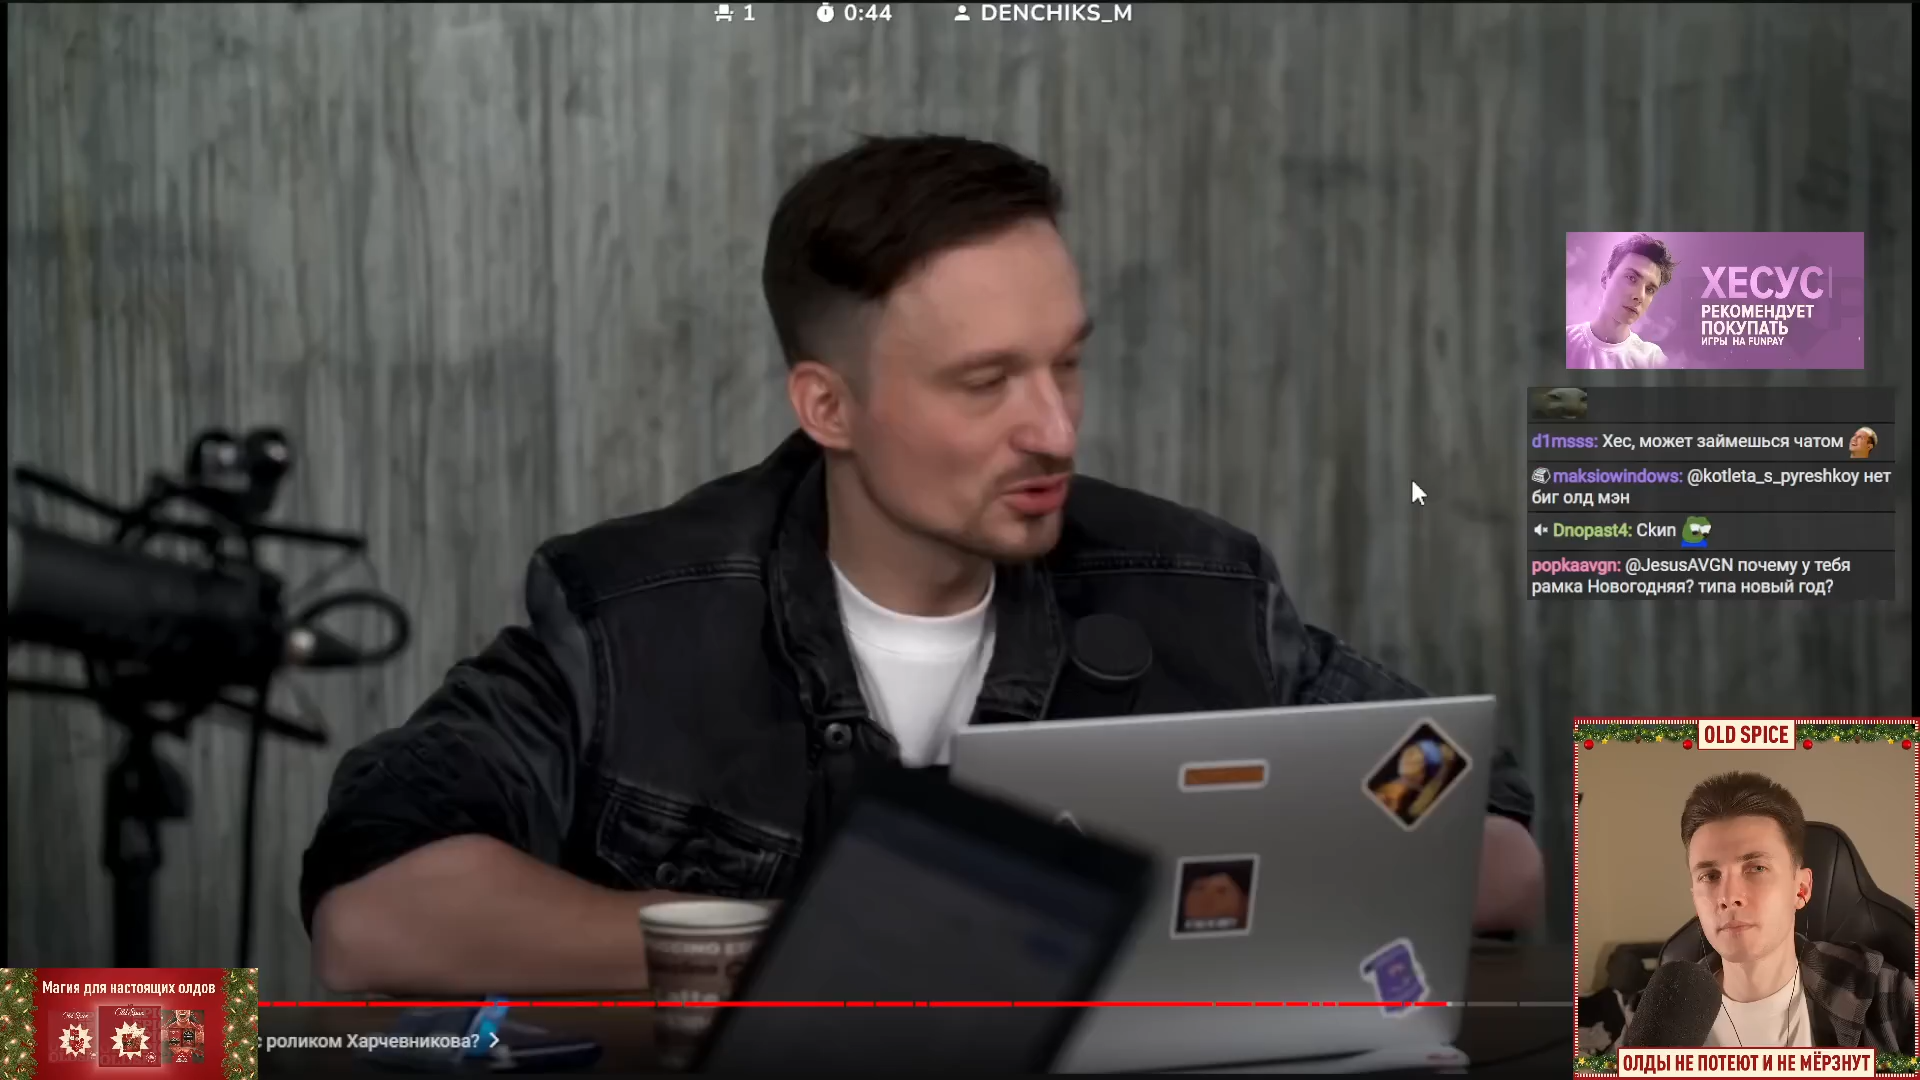 1 0:44 DENCHIKS_M
ХЕСУС
РЕКОМЕНДУЕТ
ПОКУПАТЬ
ИГРЫ НА FUNPAY
d1msss: Хес, может займешься чатом
maksiowindows: @kotleta_s_pyreshkoy нет
биг олд мэн
Dnopast4: Скип
popkaavgn: @JesusAVGN почему у тебя
рамка Новогодняя? типа новый год?
OLD SPICE
Магия для настоящих олдов
с роликом Харчевникова?
ОЛДЫ НЕ ПОТЕЮТ И НЕ МЁРЗНУТ